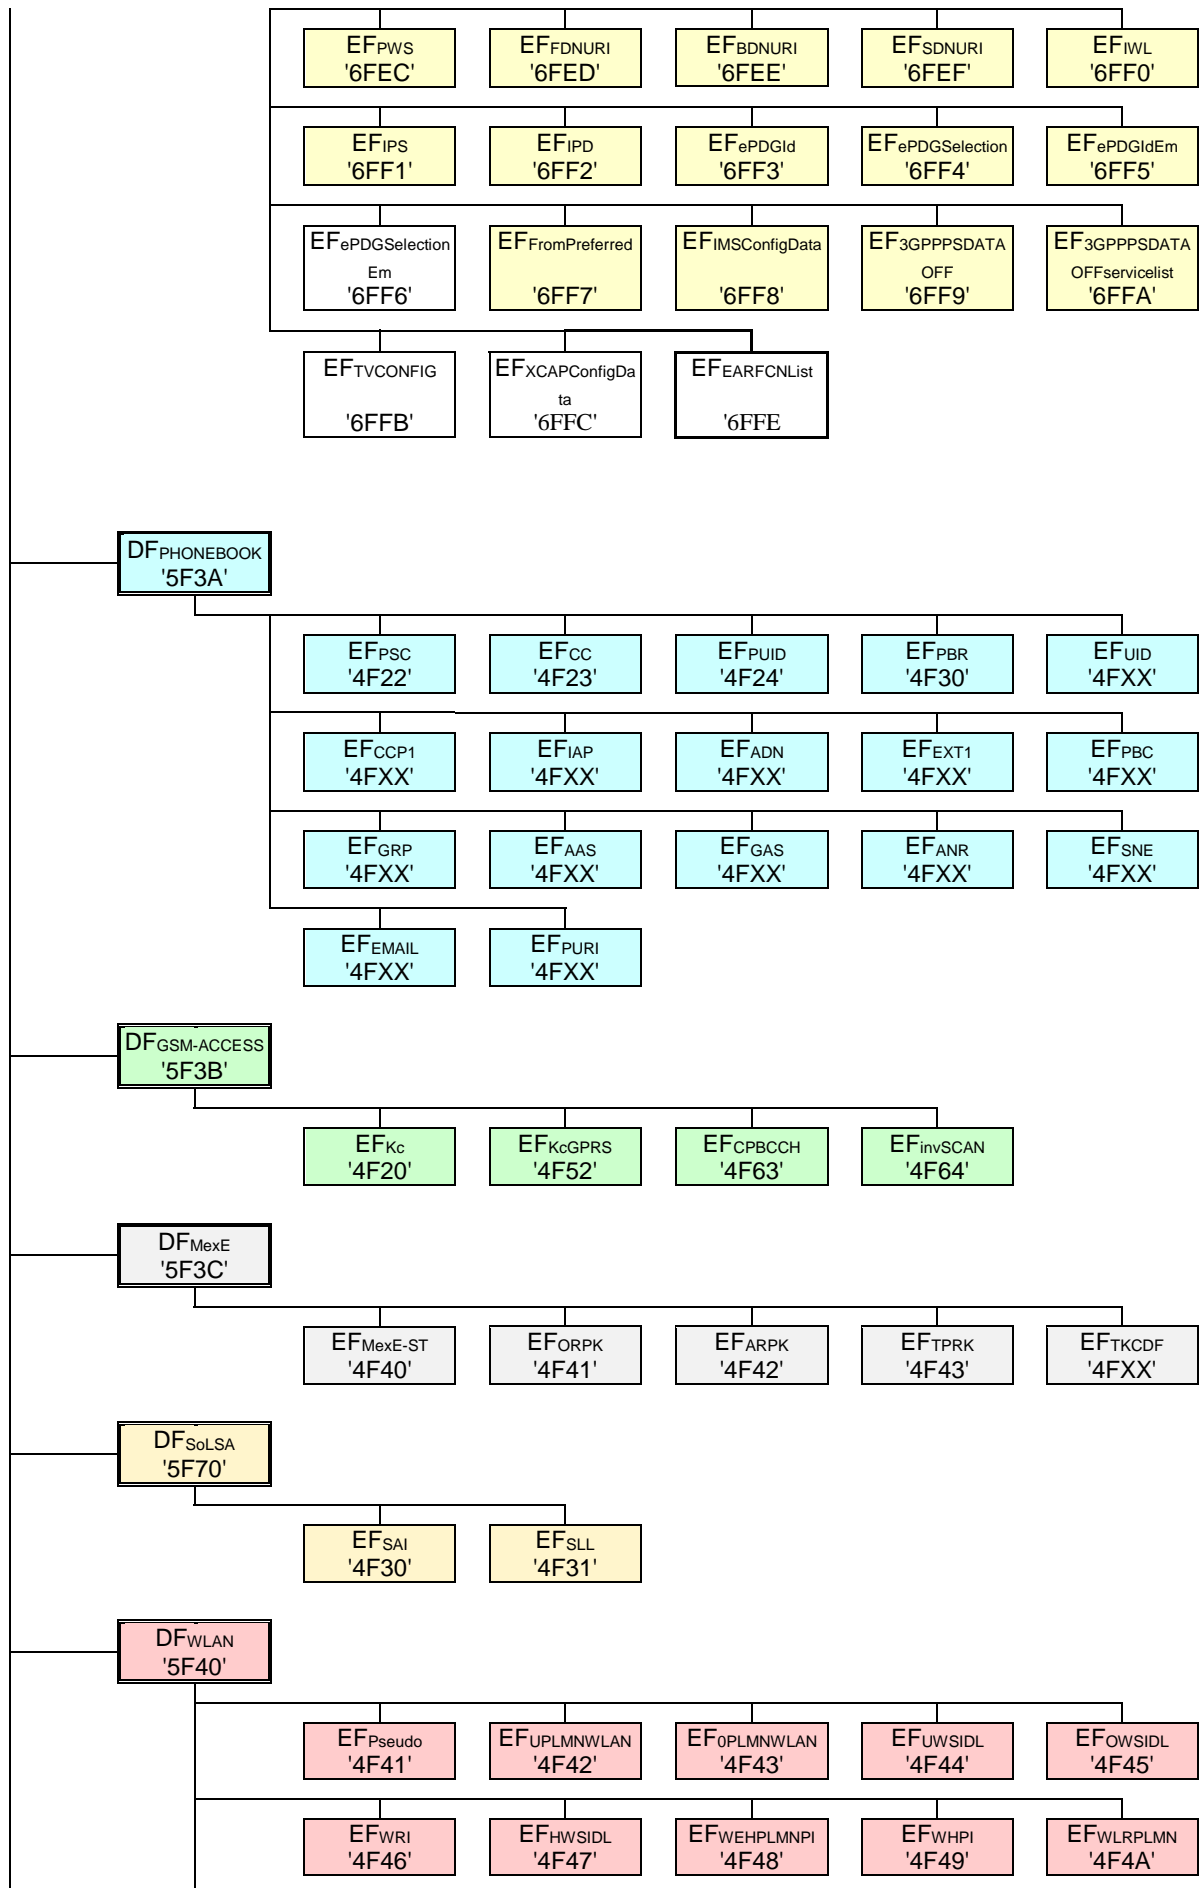 EFPWS EFFDNURI EFBDNURI EFSDNURI EFIWL
'6FEC' '6FED' '6FEE' '6FEF' '6FF0'
EFIPS EFIPD EFePDGId EFePDGSelection EFePDGIdEm
'6FF1' '6FF2' '6FF3' '6FF4' '6FF5'
EFePDGSelection EFFromPreferred EFIMSConfigData EF3GPPPSDATA EF3GPPPSDATA
Em OFF OFFservicelist
'6FF6' '6FF7' '6FF8' '6FF9' '6FFA'
EFTVCONFIG EFXCAPConfigDa EFEARFCNList
ta
'6FFB' '6FFC' '6FFE
DFPHONEBOOK
'5F3A'
EFPSC EFCC EFPUID EFPBR EFUID
'4F22' '4F23' '4F24' '4F30' '4FXX'
EFCCP1 EFIAP EFADN EFEXT1 EFPBC
'4FXX' '4FXX' '4FXX' '4FXX' '4FXX'
EFGRP EFAAS EFGAS EFANR EFSNE
'4FXX' '4FXX' '4FXX' '4FXX' '4FXX'
EFEMAIL EFPURI
'4FXX' '4FXX'
DFGSM-ACCESS
'5F3B'
EFKc EFKcGPRS EFCPBCCH EFinvSCAN
'4F20' '4F52' '4F63' '4F64'
DFMexE
'5F3C'
EFMexE-ST EFORPK EFARPK EFTPRK EFTKCDF
'4F40' '4F41' '4F42' '4F43' '4FXX'
DFSoLSA
'5F70'
EFSAI EFSLL
'4F30' '4F31'
DFWLAN
'5F40'
EFPseudo EFUPLMNWLAN EF0PLMNWLAN EFUWSIDL EFOWSIDL
'4F41' '4F42' '4F43' '4F44' '4F45'
EFWRI EFHWSIDL EFWEHPLMNPI EFWHPI EFWLRPLMN
'4F46' '4F47' '4F48' '4F49' '4F4A'